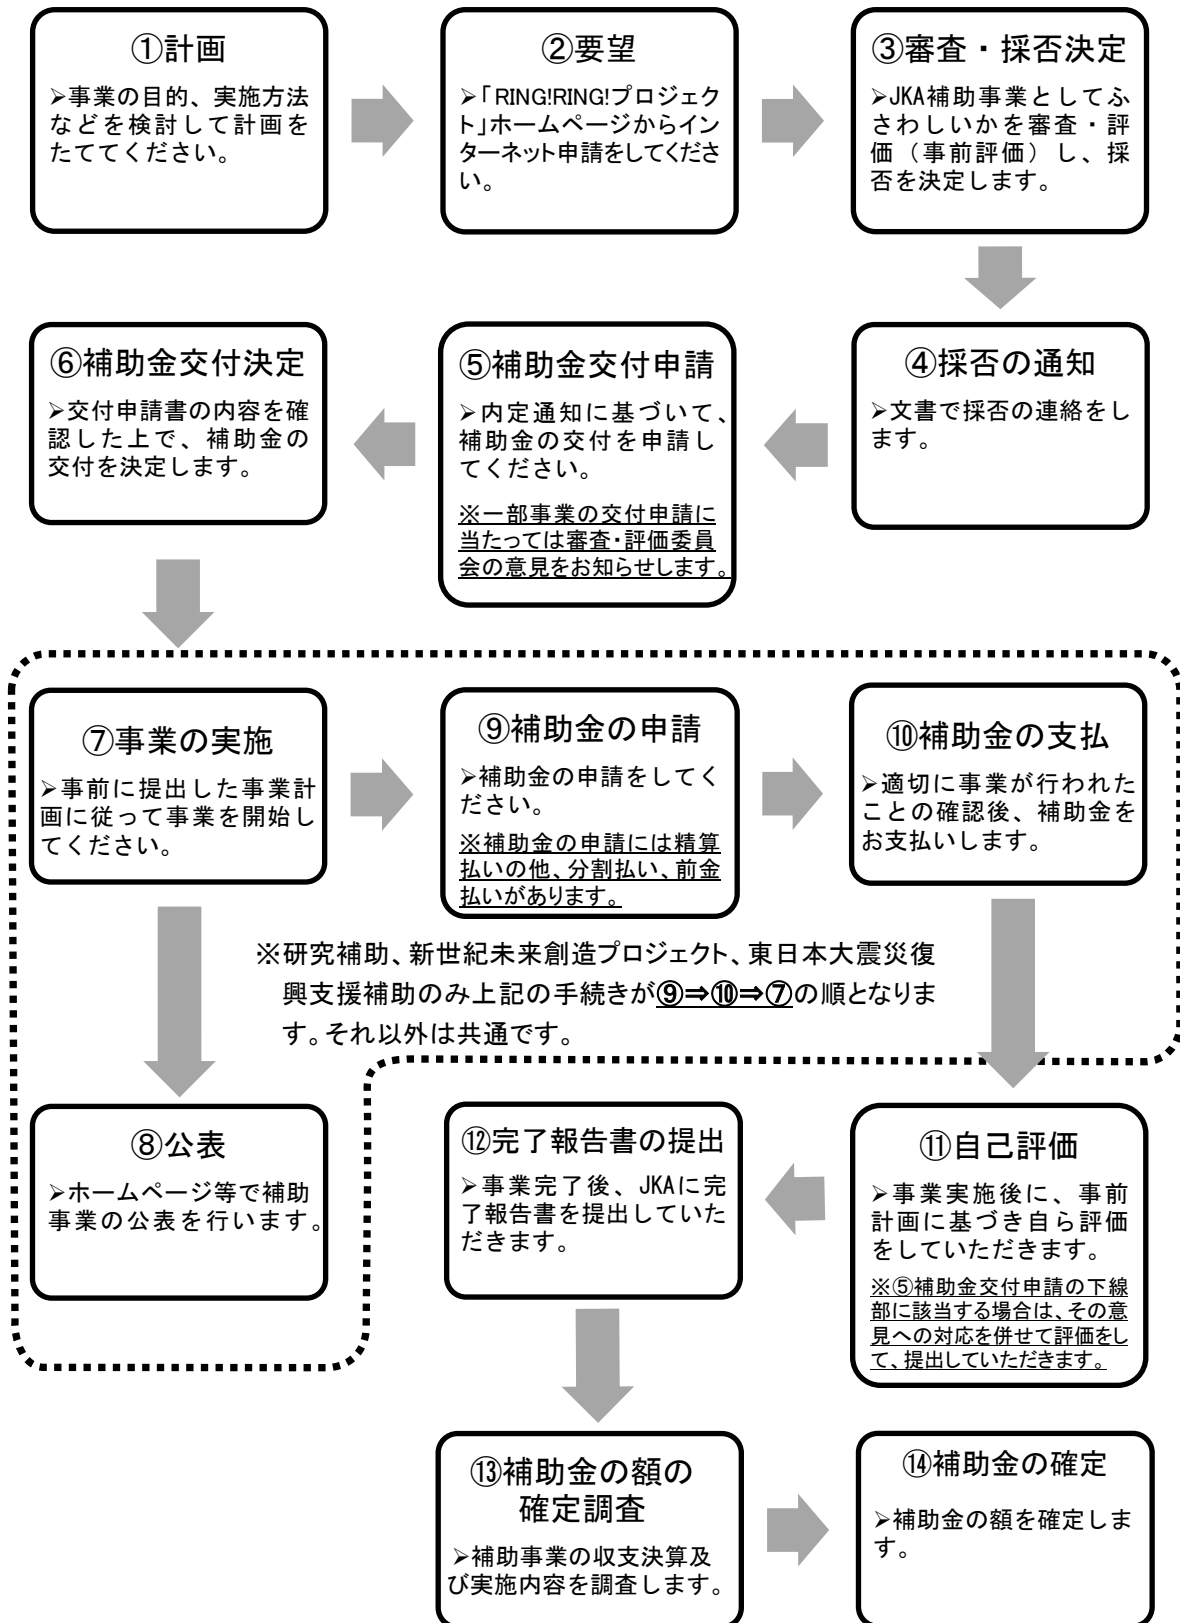 ①計画
➢事業の目的、実施方法
などを検討して計画を
たててください。
②要望
➢「RING!RING!プロジェク
ト」ホームページからイン
ターネット申請をしてくださ
い。
③審査・採否決定
➢JKA補助事業としてふ
さわしいかを審査・評
価（事前評価）し、採
否を決定します。
④採否の通知
➢文書で採否の連絡をし
ます。
⑤補助金交付申請
➢内定通知に基づいて、
補助金の交付を申請し
てください。
※一部事業の交付申請に
当たっては審査・評価委員
会の意見をお知らせします。
⑥補助金交付決定
➢交付申請書の内容を確
認した上で、補助金の
交付を決定します。
⑦事業の実施
➢事前に提出した事業計
画に従って事業を開始し
てください。
⑨補助金の申請
➢補助金の申請をしてく
ださい。
※補助金の申請には精算
払いの他、分割払い、前金
払いがあります。
⑩補助金の支払
➢適切に事業が行われた
ことの確認後、補助金を
お支払いします。
※研究補助、新世紀未来創造プロジェクト、東日本大震災復
興支援補助のみ上記の手続きが⑨⇒⑩⇒⑦の順となりま
す。それ以外は共通です。
⑧公表
➢ホームページ等で補助
事業の公表を行います。
⑫完了報告書の提出
➢事業完了後、JKAに完
了報告書を提出していた
だきます。
⑪自己評価
➢事業実施後に、事前
計画に基づき自ら評価
をしていただきます。
※⑤補助金交付申請の下線
部に該当する場合は、その意
見への対応を併せて評価をし
て、提出していただきます。
⑬補助金の額の
確定調査
➢補助事業の収支決算及
び実施内容を調査します。
⑭補助金の確定
➢補助金の額を確定しま
す。